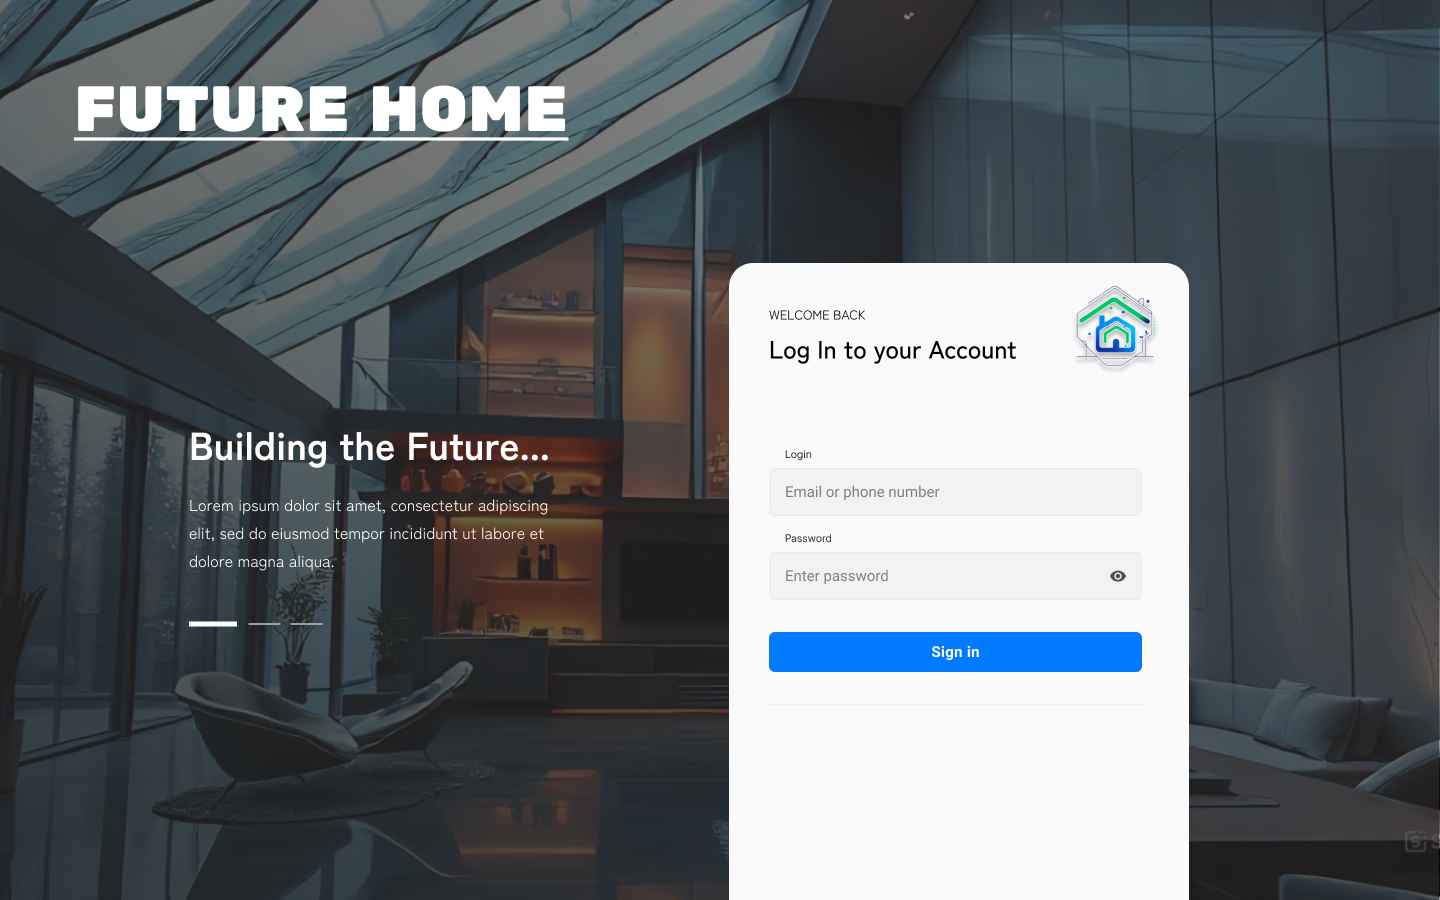 FUTURE HOME
Building the Future...
Lorem ipsum dolor sit amet, consectetur adipiscing
elit, sed do eiusmod tempor incididunt ut labore et
dolore magna aliqua.
WELCOME BACK
Log In to your Account
Login
Email or phone number
Password
Enter password
Sign in